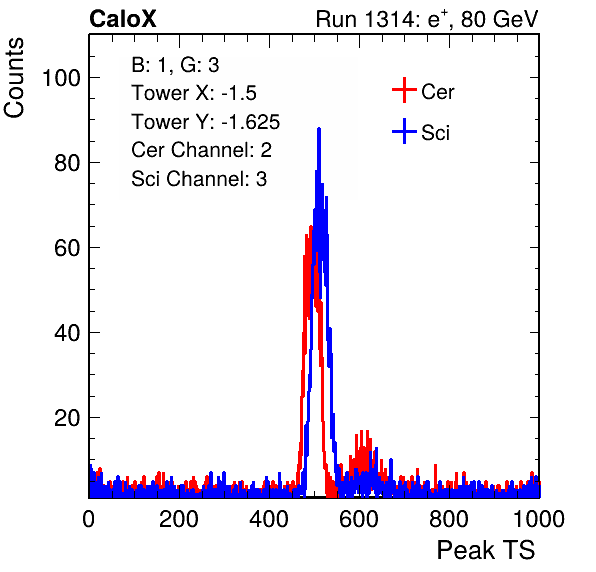 CaloX Run 1314: e⁺, 80 GeV
B: 1, G: 3
Tower X: -1.5
Tower Y: -1.625
Cer Channel: 2
Sci Channel: 3
Cer
Sci
Counts
100
80
60
40
20
0 200 400 600 800 1000
Peak TS